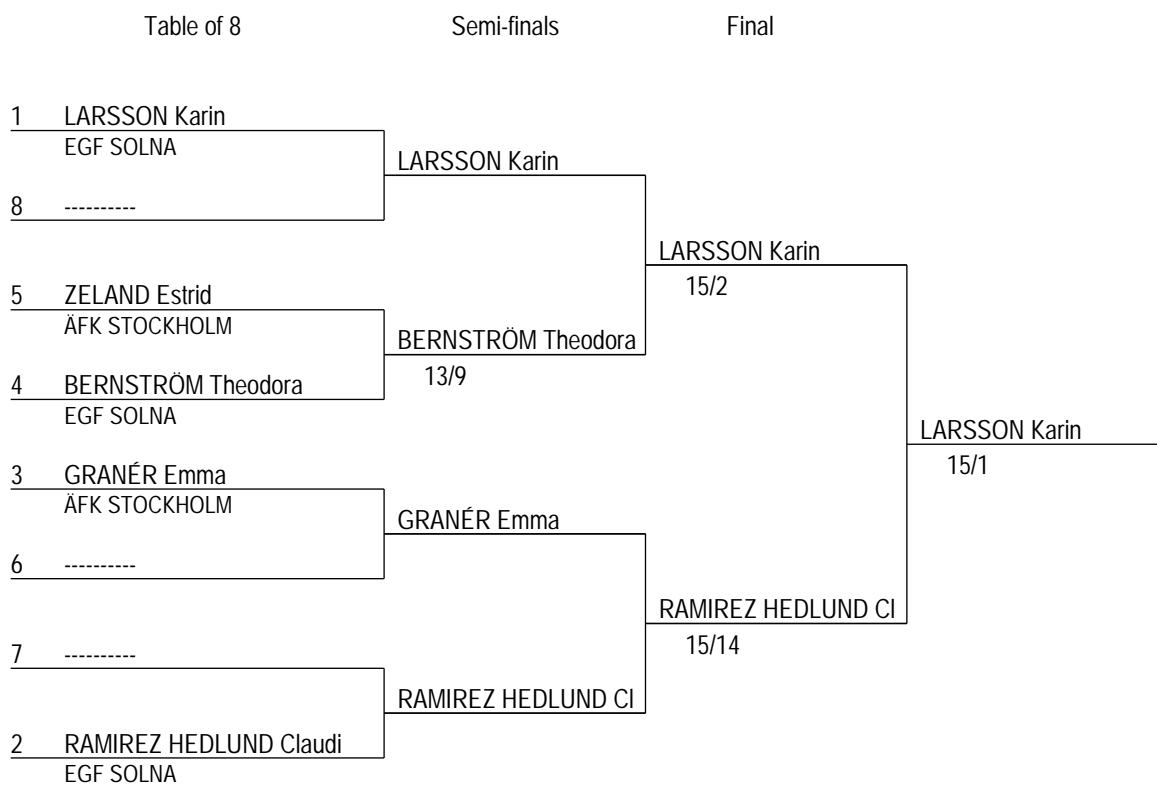 Table of 8 Semi-finals Final
1 LARSSON Karin
EGF SOLNA
LARSSON Karin
8 ----------
LARSSON Karin
15/2
5 ZELAND Estrid
ÄFK STOCKHOLM
BERNSTRÖM Theodora
13/9
4 BERNSTRÖM Theodora
EGF SOLNA
LARSSON Karin
15/1
3 GRANÉR Emma
ÄFK STOCKHOLM
GRANÉR Emma
6 ----------
RAMIREZ HEDLUND Cl
15/14
7 ----------
RAMIREZ HEDLUND Cl
2 RAMIREZ HEDLUND Claudi
EGF SOLNA